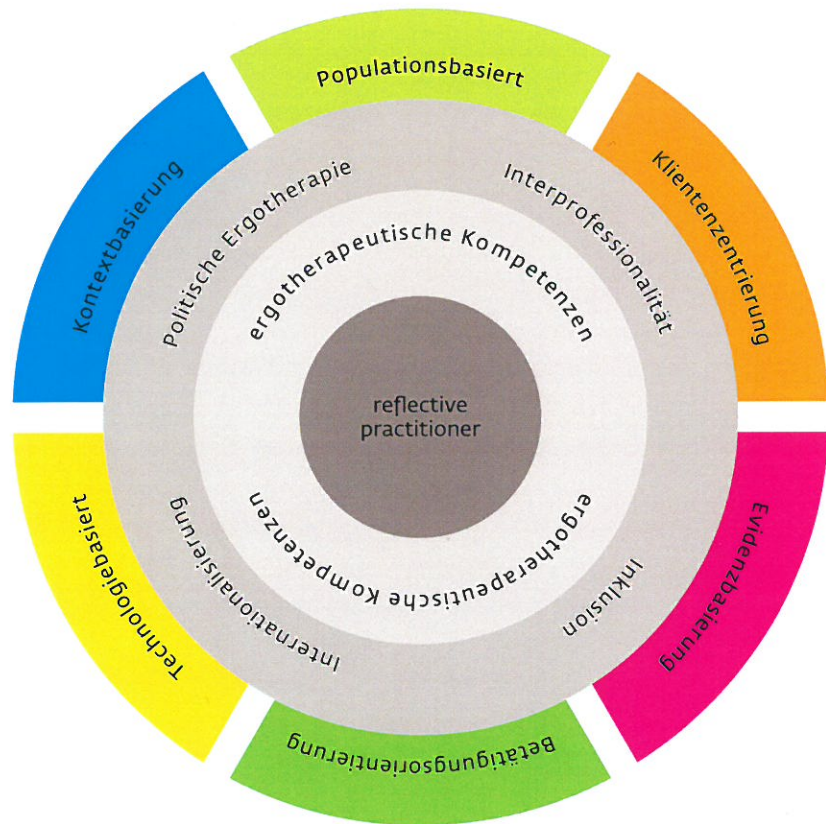 Populationsbasiert
Klientenzentrierung
Evidenzbasierung
Betätigungsorientierung
Technologiebasiert
Kontextbasierung
Politische Ergotherapie
Interprofessionalität
Inklusion
Internationalisierung
ergotherapeutische Kompetenzen
ergotherapeutische Kompetenzen
reflective
practitioner